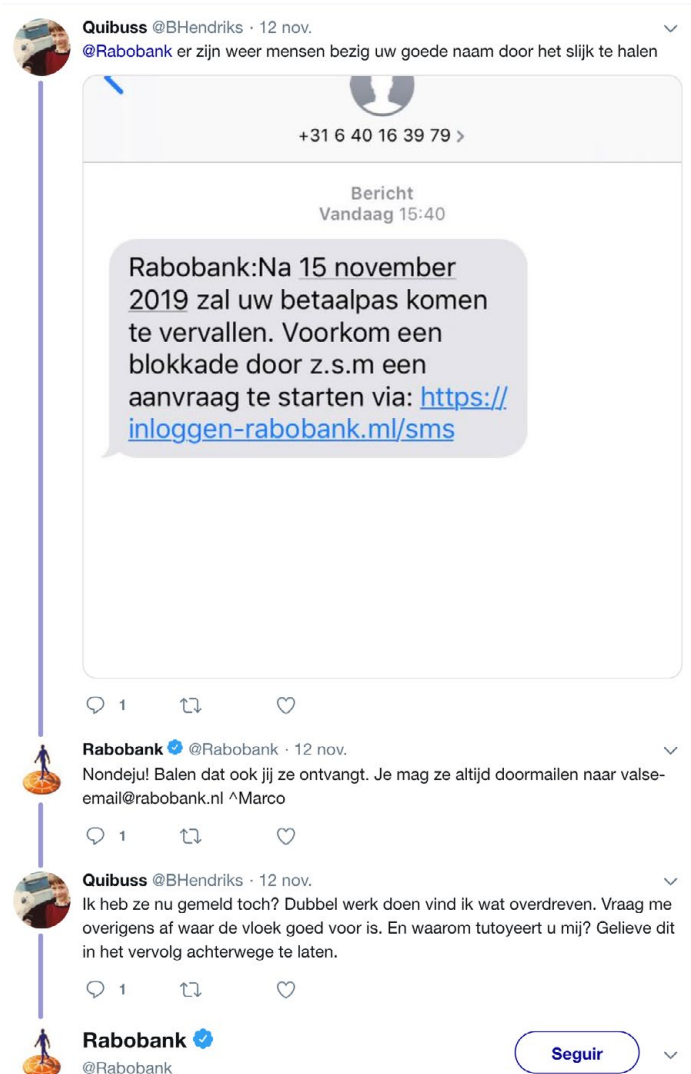 Quibuss @BHendriks · 12 nov.
@Rabobank er zijn weer mensen bezig uw goede naam door het slijk te halen
+31 6 40 16 39 79 >
Bericht
Vandaag 15:40
Rabobank:Na 15 november
2019 zal uw betaalpas komen
te vervallen. Voorkom een
blokkade door z.s.m een
aanvraag te starten via: https://
inloggen-rabobank.ml/sms
1
Rabobank @Rabobank · 12 nov.
Nondeju! Balen dat ook jij ze ontvangt. Je mag ze altijd doormailen naar valse-
email@rabobank.nl ^Marco
1
Quibuss @BHendriks · 12 nov.
Ik heb ze nu gemeld toch? Dubbel werk doen vind ik wat overdreven. Vraag me
overigens af waar de vloek goed voor is. En waarom tutoyeert u mij? Gelieve dit
in het vervolg achterwege te laten.
1
Rabobank
@Rabobank
Seguir